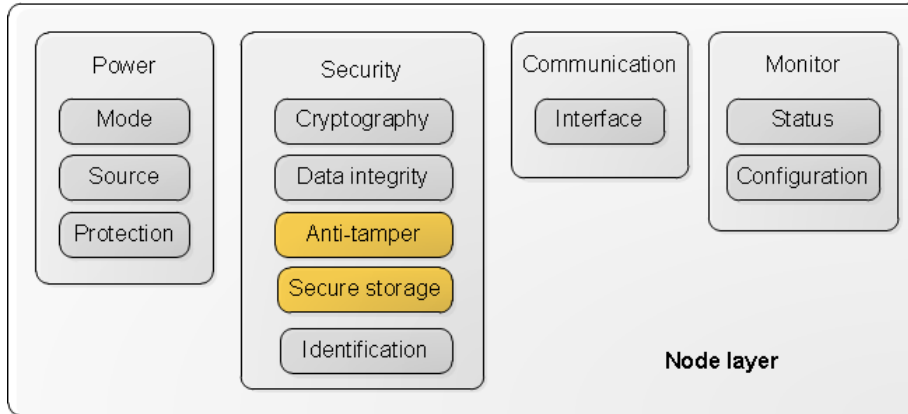 Power
Mode
Source
Protection
Security
Cryptography
Data integrity
Anti-tamper
Secure storage
Identification
Communication
Interface
Monitor
Status
Configuration
Node layer